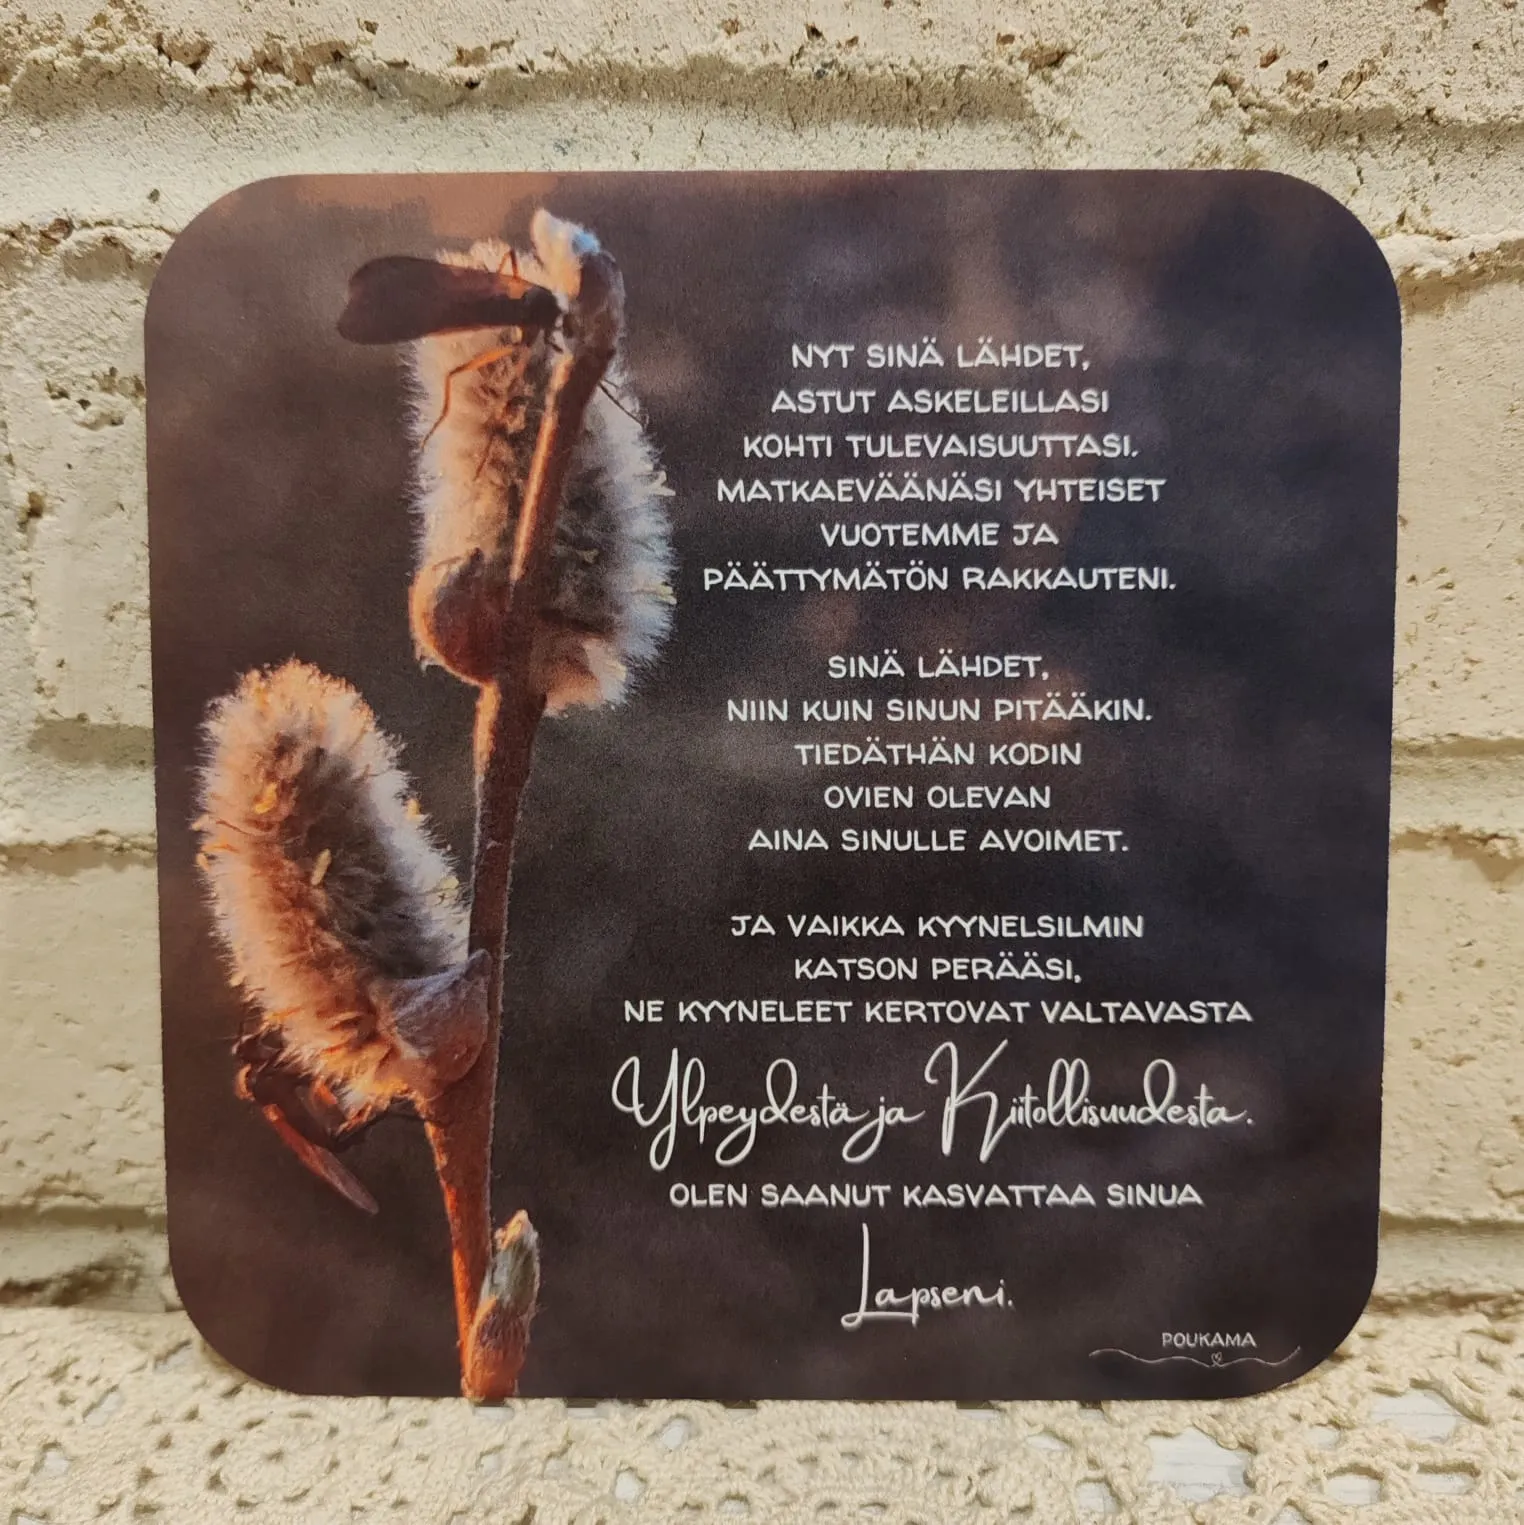 NYT SINÄ LÄHDET,
ASTUT ASKELEILLASI
KOHTI TULEVAISUUTTASI.
MATKAEVÄÄNÄSI YHTEISET
VUOTEMME JA
PÄÄTTYMÄTÖN RAKKAUTENI.
SINÄ LÄHDET,
NIIN KUIN SINUN PITÄÄKIN.
TIEDÄTHÄN KODIN
OVIEN OLEVAN
AINA SINULLE AVOIMET.
JA VAIKKA KYYNELSILMIN
KATSON PERÄÄSI,
NE KYYNELEET KERTOVAT VALTAVASTA
Ylpeydestä ja Kiitollisuudesta.
OLEN SAANUT KASVATTAA SINUA
Lapseni.
POUKAMA